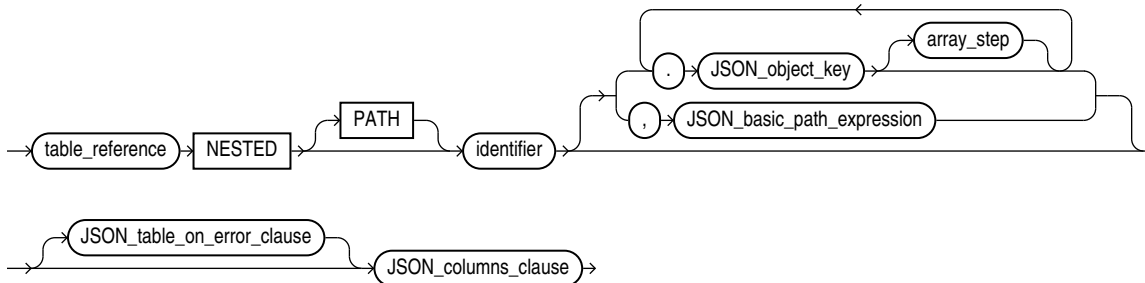 . JSON_object_key array_step
, JSON_basic_path_expression
table_reference NESTED PATH identifier
JSON_table_on_error_clause
JSON_columns_clause